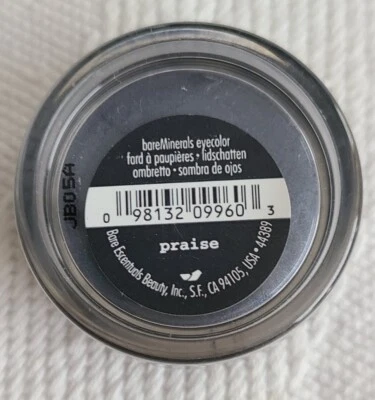 bareMinerals eyecolor
fard à paupières • lidschatten
ombretto • sombra de ojos
0 98132 09960 3
praise
Bare Escentuals Beauty, Inc., S.F., CA 94105, USA • 44389
JB05A